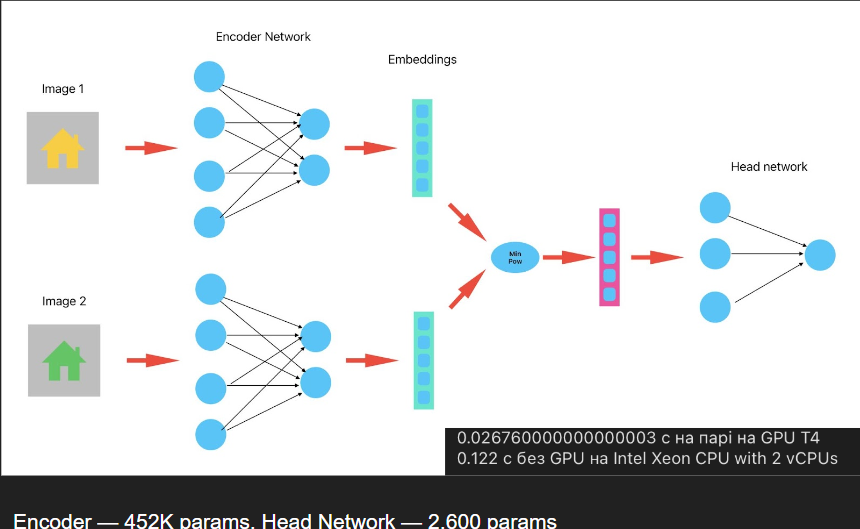 Encoder Network
Embeddings
Image 1
Head network
Min
Pow
Image 2
0.026760000000000003 с на парі на GPU T4
0.122 с без GPU на Intel Xeon CPU with 2 vCPUs
Encoder — 452K params. Head Network — 2.600 params